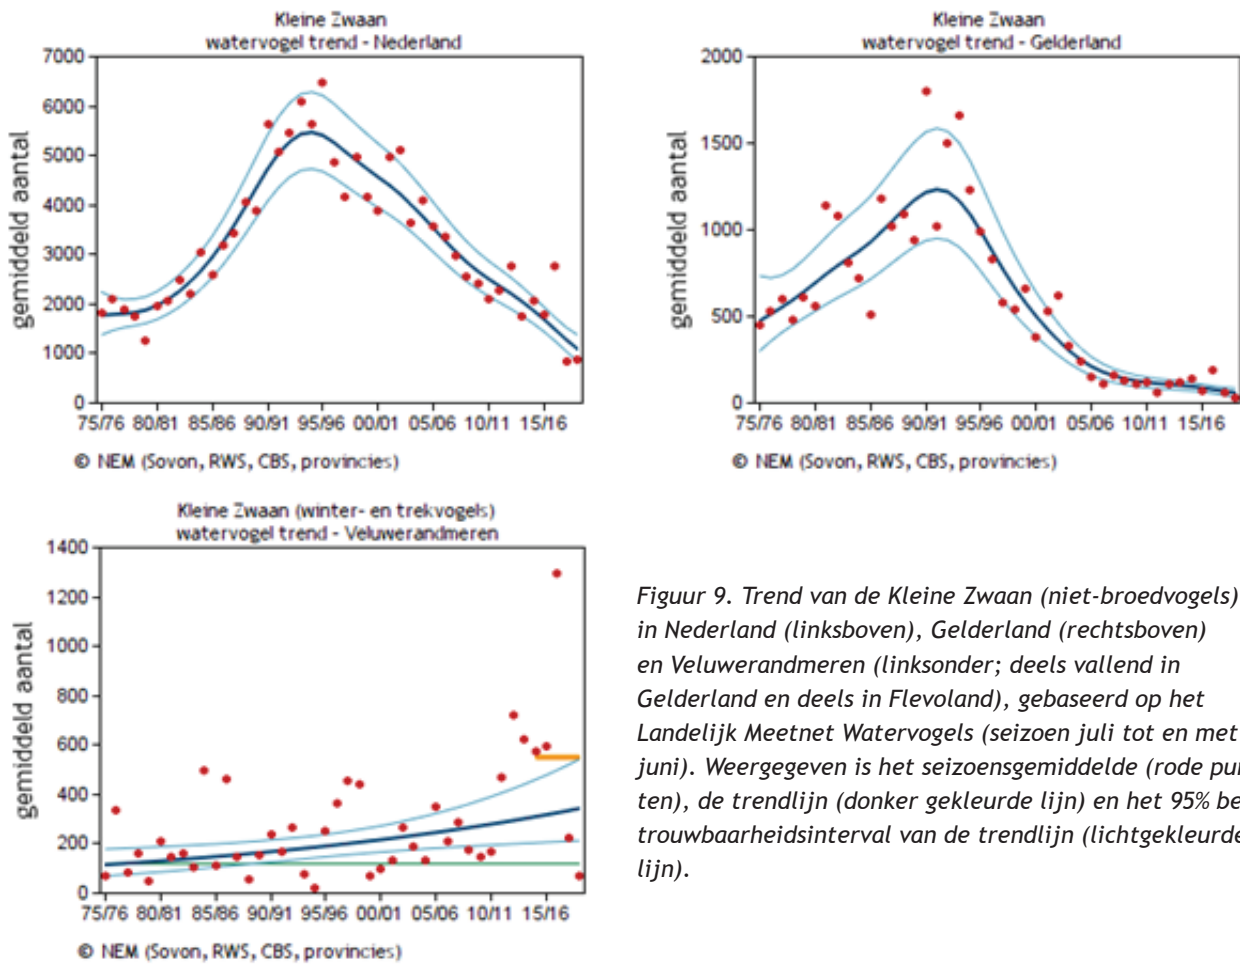 Kleine Zwaan
watervogel trend - Nederland
gemiddeld aantal
7000
6000
5000
4000
3000
2000
1000
0
75/76 80/81 85/86 90/91 95/96 00/01 05/06 10/11 15/16
© NEM (Sovon, RWS, CBS, provincies)
Kleine Zwaan
watervogel trend - Gelderland
gemiddeld aantal
2000
1500
1000
500
0
75/76 80/81 85/86 90/91 95/96 00/01 05/06 10/11 15/16
© NEM (Sovon, RWS, CBS, provincies)
Kleine Zwaan (winter- en trekvogels)
watervogel trend - Veluwerandmeren
gemiddeld aantal
1400
1200
1000
800
600
400
200
0
75/76 80/81 85/86 90/91 95/96 00/01 05/06 10/11 15/16
© NEM (Sovon, RWS, CBS, provincies)
Figuur 9. Trend van de Kleine Zwaan (niet-broedvogels)
in Nederland (linksboven), Gelderland (rechtsboven)
en Veluwerandmeren (linksonder; deels vallend in
Gelderland en deels in Flevoland), gebaseerd op het
Landelijk Meetnet Watervogels (seizoen juli tot en met
juni). Weergegeven is het seizoensgemiddelde (rode pun
ten), de trendlijn (donker gekleurde lijn) en het 95% be
trouwbaarheidsinterval van de trendlijn (lichtgekleurde
lijn).